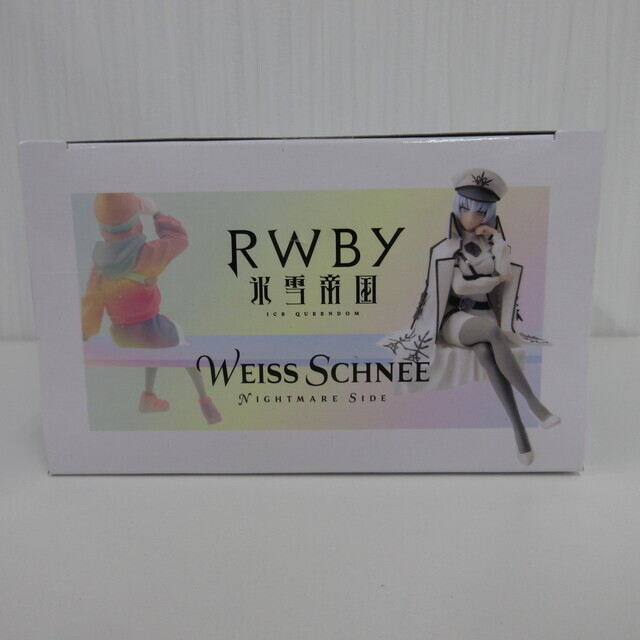 RWBY
氷雪帝国
ICE QUEENDOM
WEISS SCHNEE
NIGHTMARE SIDE